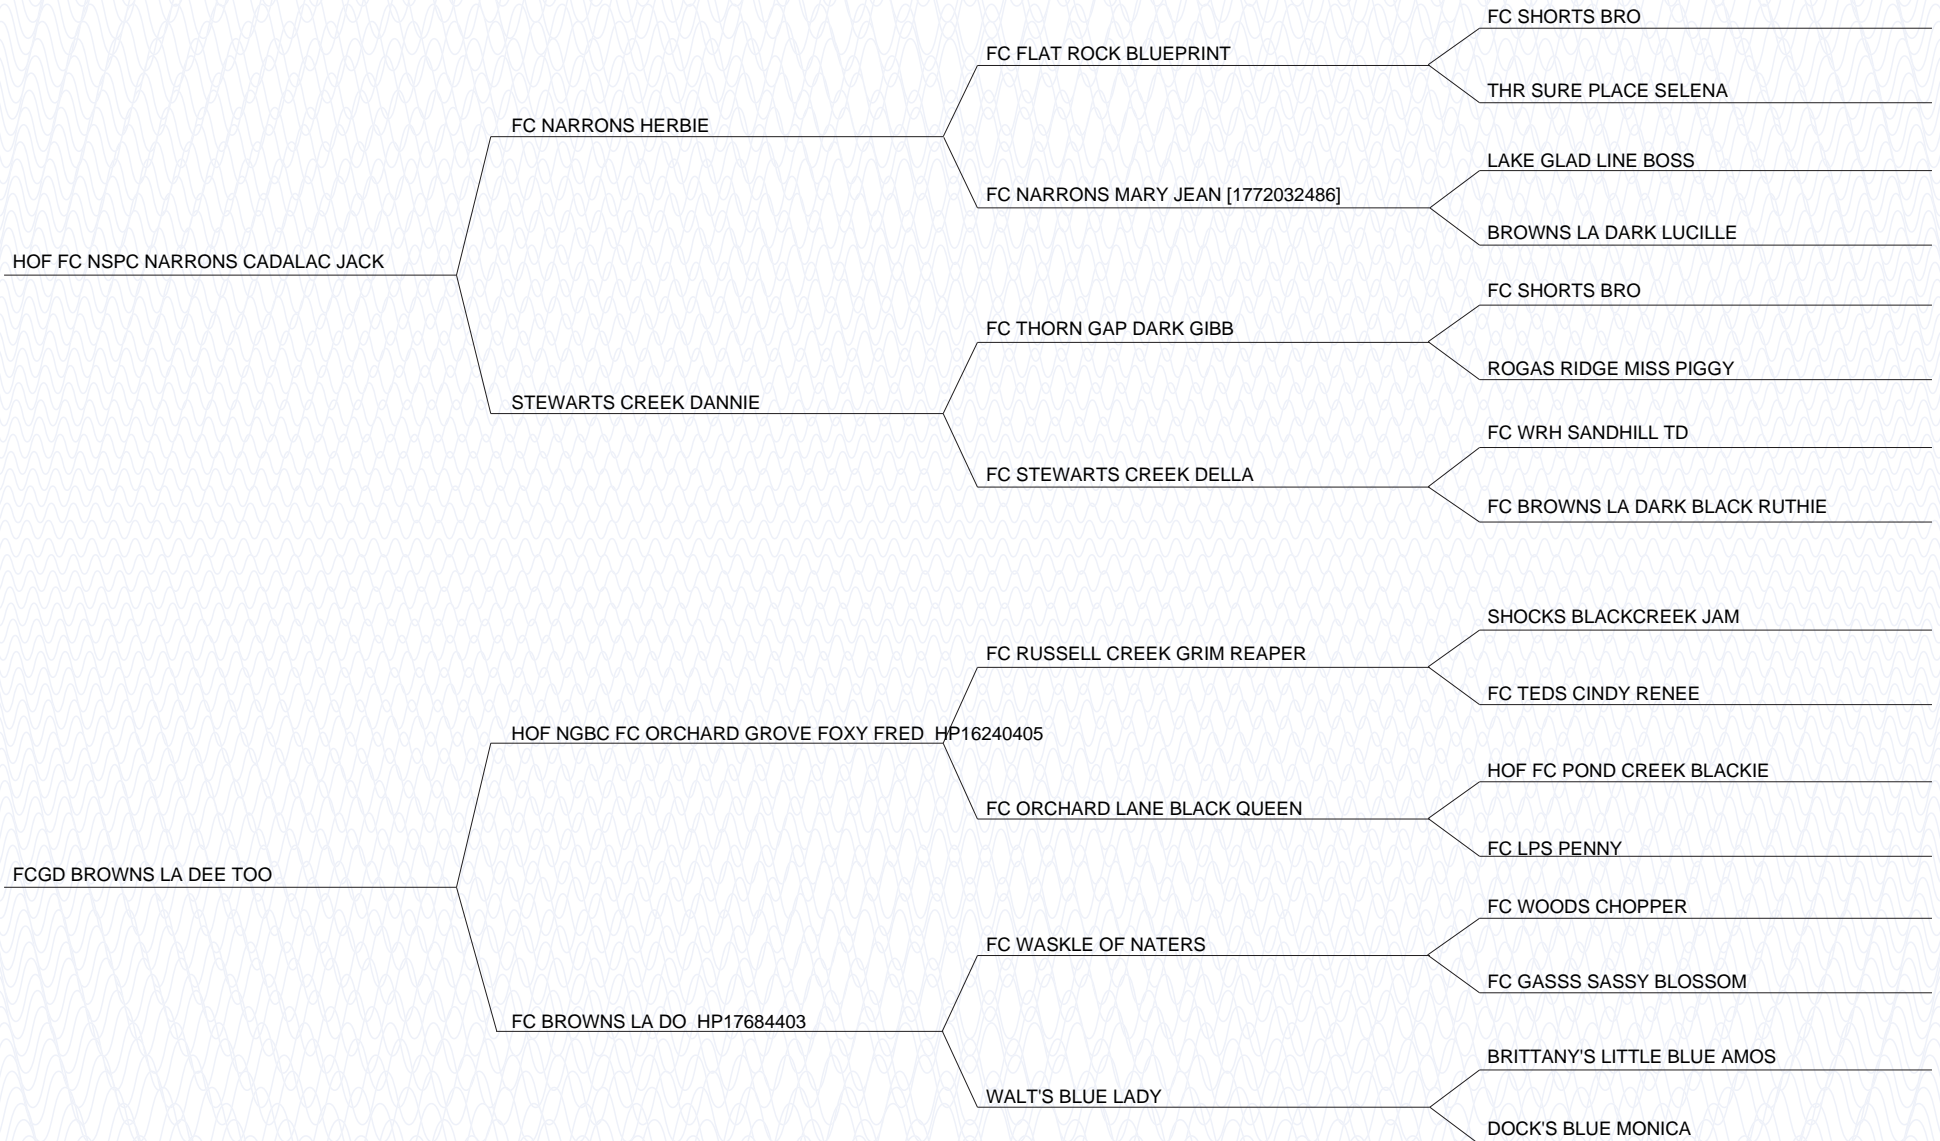 FC SHORTS BRO
FC FLAT ROCK BLUEPRINT
THR SURE PLACE SELENA
FC NARRONS HERBIE
LAKE GLAD LINE BOSS
FC NARRONS MARY JEAN [1772032486]
BROWNS LA DARK LUCILLE
HOF FC NSPC NARRONS CADALAC JACK
FC SHORTS BRO
FC THORN GAP DARK GIBB
ROGAS RIDGE MISS PIGGY
STEWARTS CREEK DANNIE
FC WRH SANDHILL TD
FC STEWARTS CREEK DELLA
FC BROWNS LA DARK BLACK RUTHIE
SHOCKS BLACKCREEK JAM
FC RUSSELL CREEK GRIM REAPER
FC TEDS CINDY RENEE
HOF NGBC FC ORCHARD GROVE FOXY FRED  HP16240405
HOF FC POND CREEK BLACKIE
FC ORCHARD LANE BLACK QUEEN
FC LPS PENNY
FCGD BROWNS LA DEE TOO
FC WOODS CHOPPER
FC WASKLE OF NATERS
FC GASSS SASSY BLOSSOM
FC BROWNS LA DO  HP17684403
BRITTANY'S LITTLE BLUE AMOS
WALT'S BLUE LADY
DOCK'S BLUE MONICA